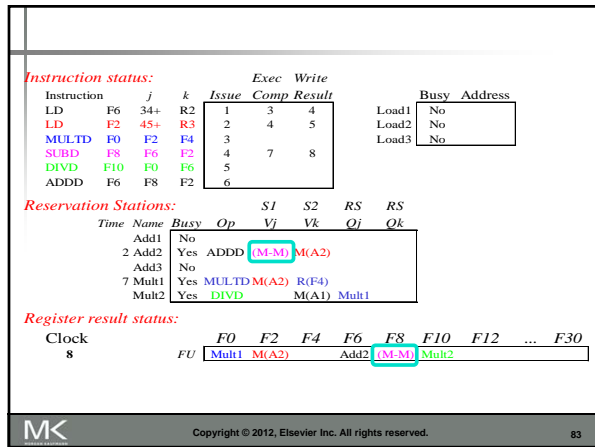 Instruction status: Exec Write
Instruction j k Issue Comp Result Busy Address
LD F6 34+ R2 1 3 4 Load1 No
LD F2 45+ R3 2 4 5 Load2 No
MULTD F0 F2 F4 3 Load3 No
SUBD F8 F6 F2 4 7 8
DIVD F10 F0 F6 5
ADDD F6 F8 F2 6
Reservation Stations: S1 S2 RS RS
Time Name Busy Op Vj Vk Qj Qk
Add1 No
2 Add2 Yes ADDD (M-M) M(A2)
Add3 No
7 Mult1 Yes MULTD M(A2) R(F4)
Mult2 Yes DIVD M(A1) Mult1
Register result status:
Clock F0 F2 F4 F6 F8 F10 F12 ... F30
8 FU Mult1 M(A2) Add2 (M-M) Mult2
MK
MORGAN KAUFMANN
Copyright © 2012, Elsevier Inc. All rights reserved. 83